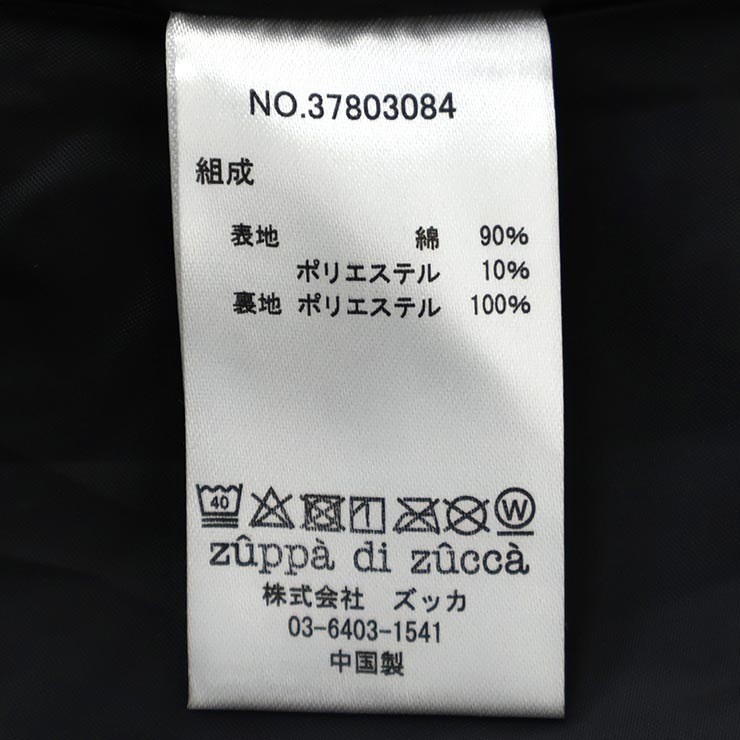 NO.37803084
組成
表地 綿 90%
ポリエステル 10%
裏地 ポリエステル 100%
40 W
zûppà di zûccà
株式会社 ズッカ
03-6403-1541
中国製